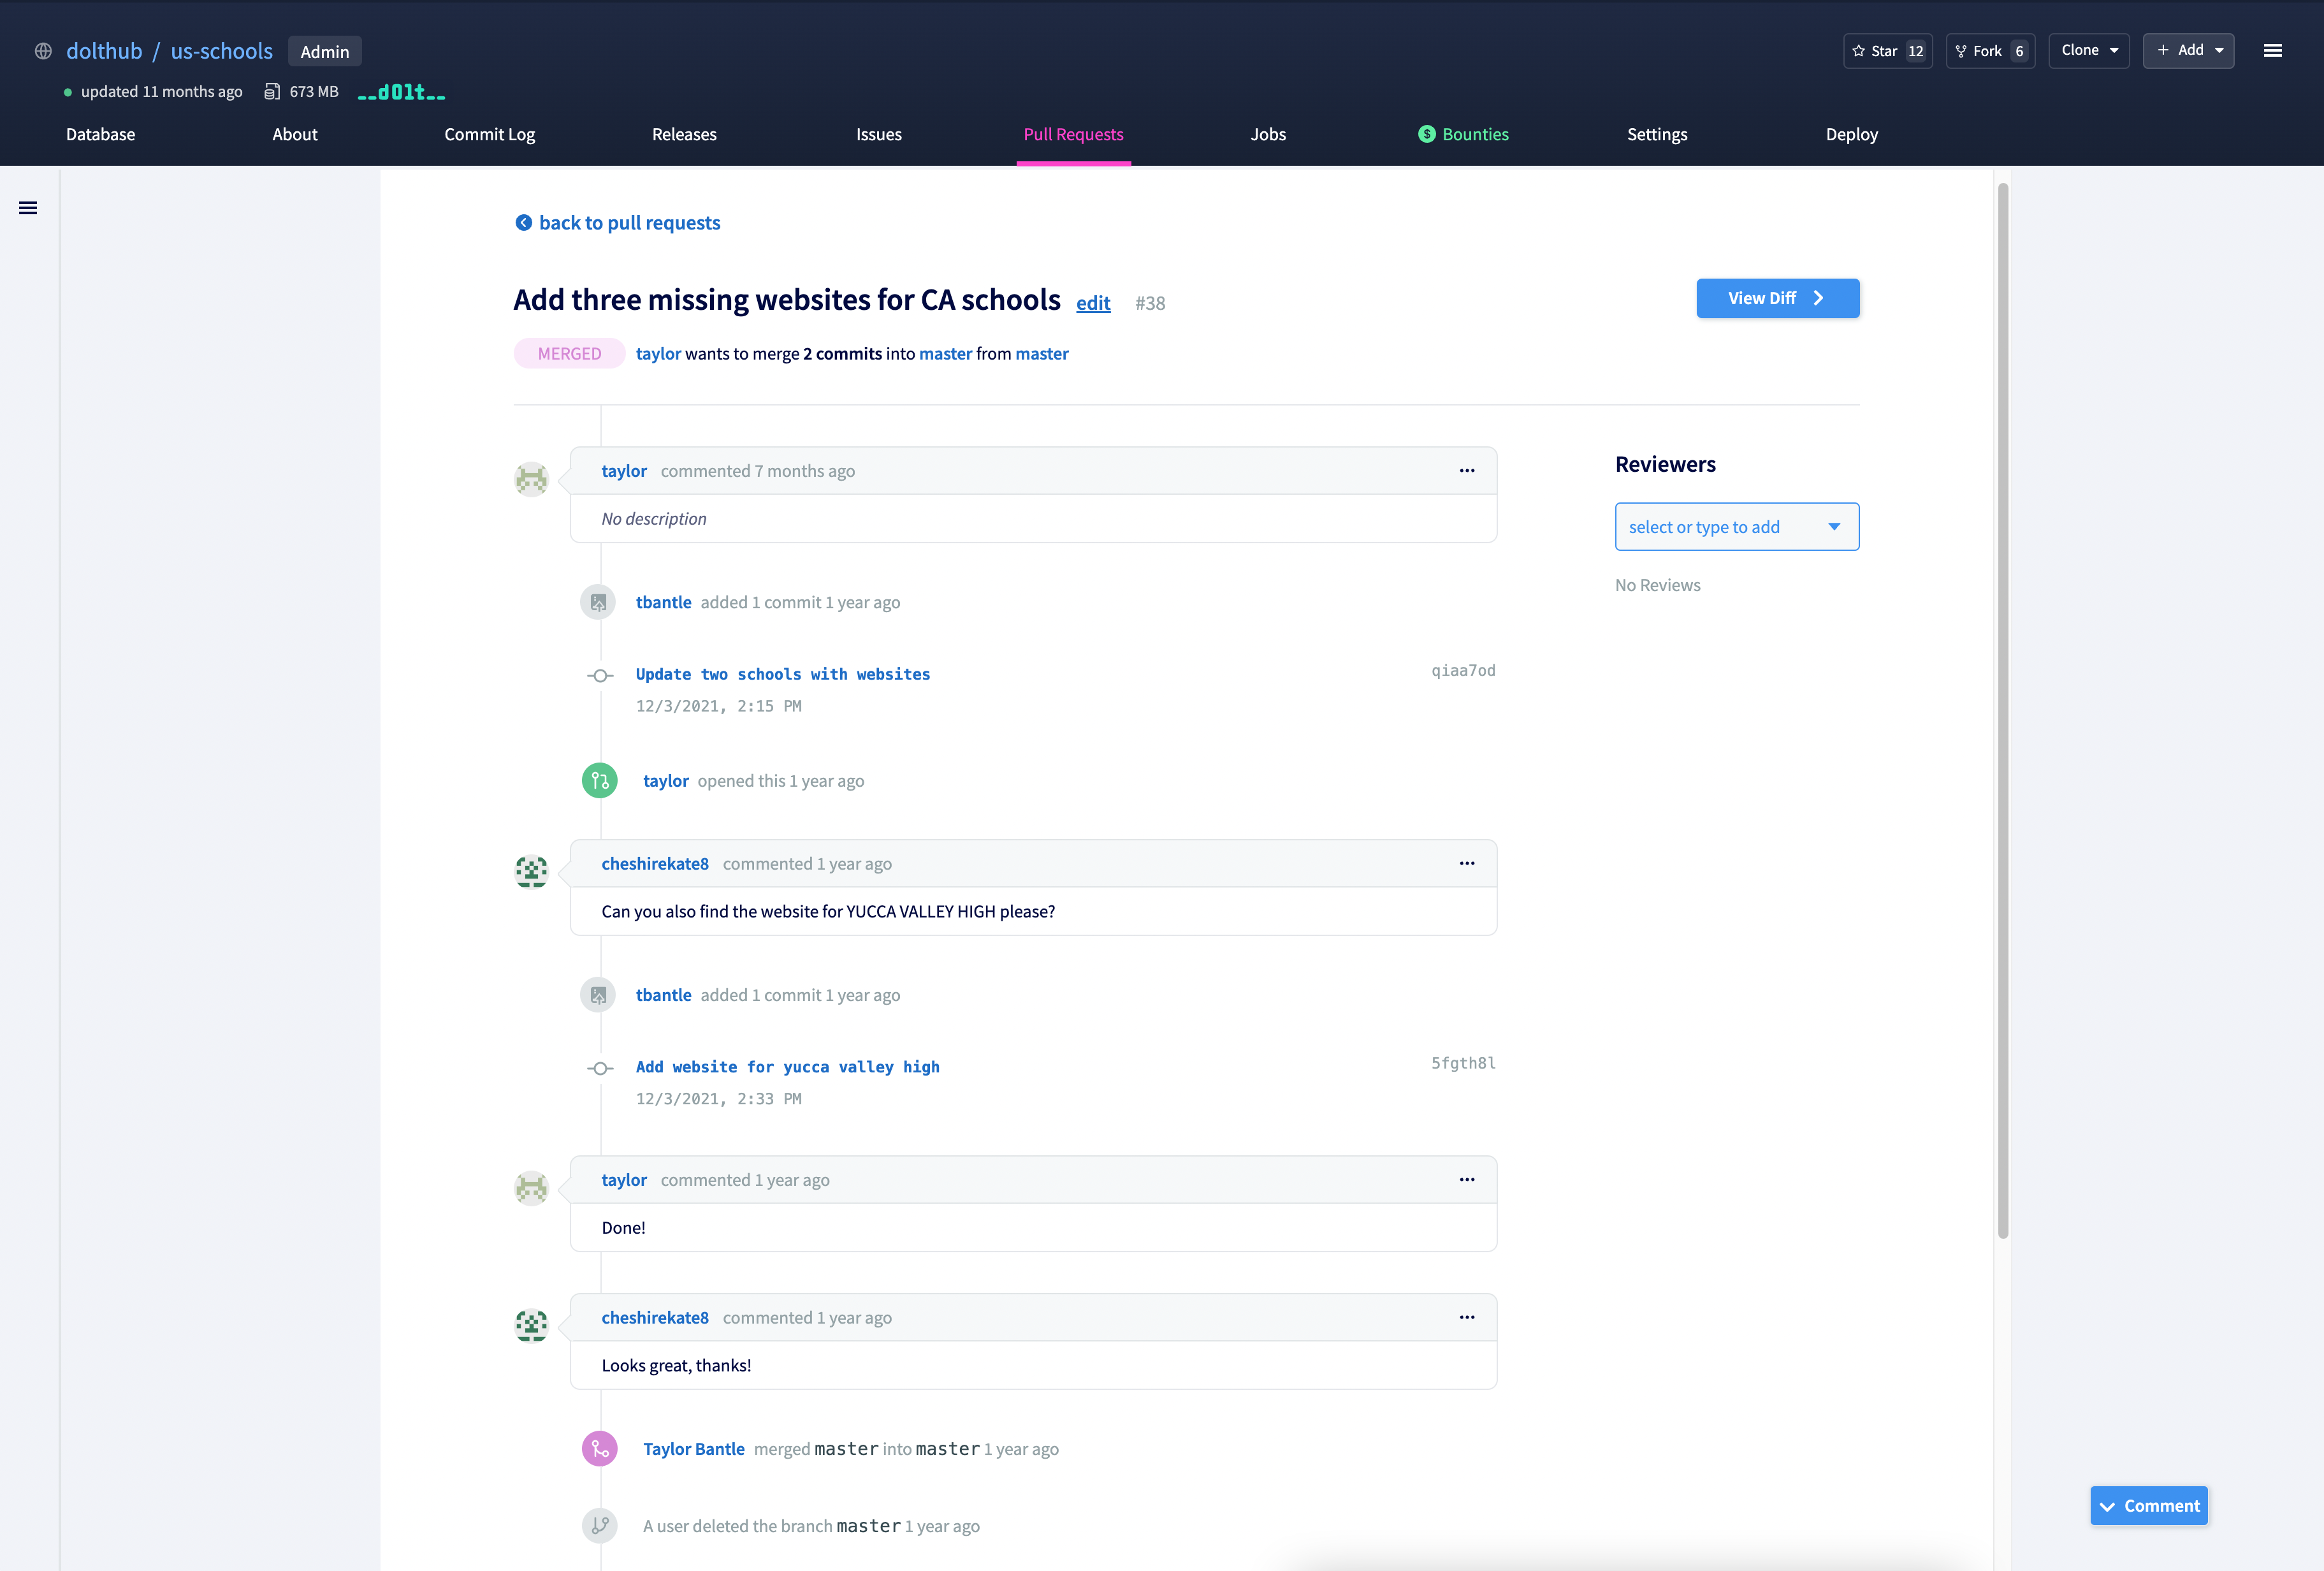 dolthub / us-schools Admin
Star 12 Fork 6 Clone + Add
updated 11 months ago 673 MB __d0lt__
Database About Commit Log Releases Issues Pull Requests Jobs $ Bounties Settings Deploy
back to pull requests
Add three missing websites for CA schools edit #38
View Diff
MERGED taylor wants to merge 2 commits into master from master
taylor commented 7 months ago ...
No description
Reviewers
select or type to add
No Reviews
tbantle added 1 commit 1 year ago
Update two schools with websites qiaa7od
12/3/2021, 2:15 PM
taylor opened this 1 year ago
cheshirekate8 commented 1 year ago ...
Can you also find the website for YUCCA VALLEY HIGH please?
tbantle added 1 commit 1 year ago
Add website for yucca valley high 5fgth8l
12/3/2021, 2:33 PM
taylor commented 1 year ago ...
Done!
cheshirekate8 commented 1 year ago ...
Looks great, thanks!
Taylor Bantle merged master into master 1 year ago
A user deleted the branch master 1 year ago
Comment